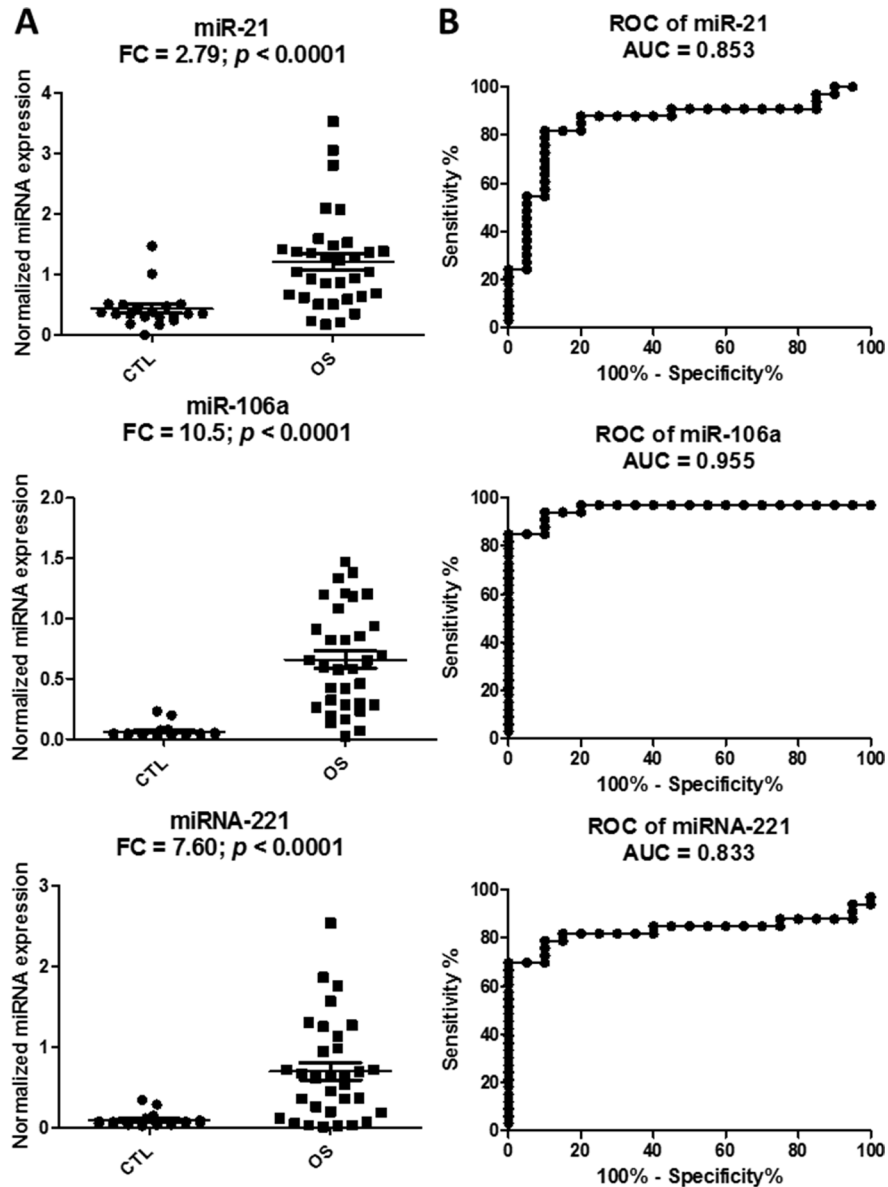 A
miR-21
FC = 2.79; p < 0.0001
Normalized miRNA expression
4
3
2
1
0
CTL
OS
B
ROC of miR-21
AUC = 0.853
Sensitivity %
100
80
60
40
20
0
0 20 40 60 80 100
100% - Specificity%
miR-106a
FC = 10.5; p < 0.0001
Normalized miRNA expression
2.0
1.5
1.0
0.5
0.0
CTL
OS
ROC of miR-106a
AUC = 0.955
Sensitivity %
100
80
60
40
20
0
0 20 40 60 80 100
100% - Specificity%
miRNA-221
FC = 7.60; p < 0.0001
Normalized miRNA expression
3
2
1
0
CTL
OS
ROC of miRNA-221
AUC = 0.833
Sensitivity %
100
80
60
40
20
0
0 20 40 60 80 100
100% - Specificity%